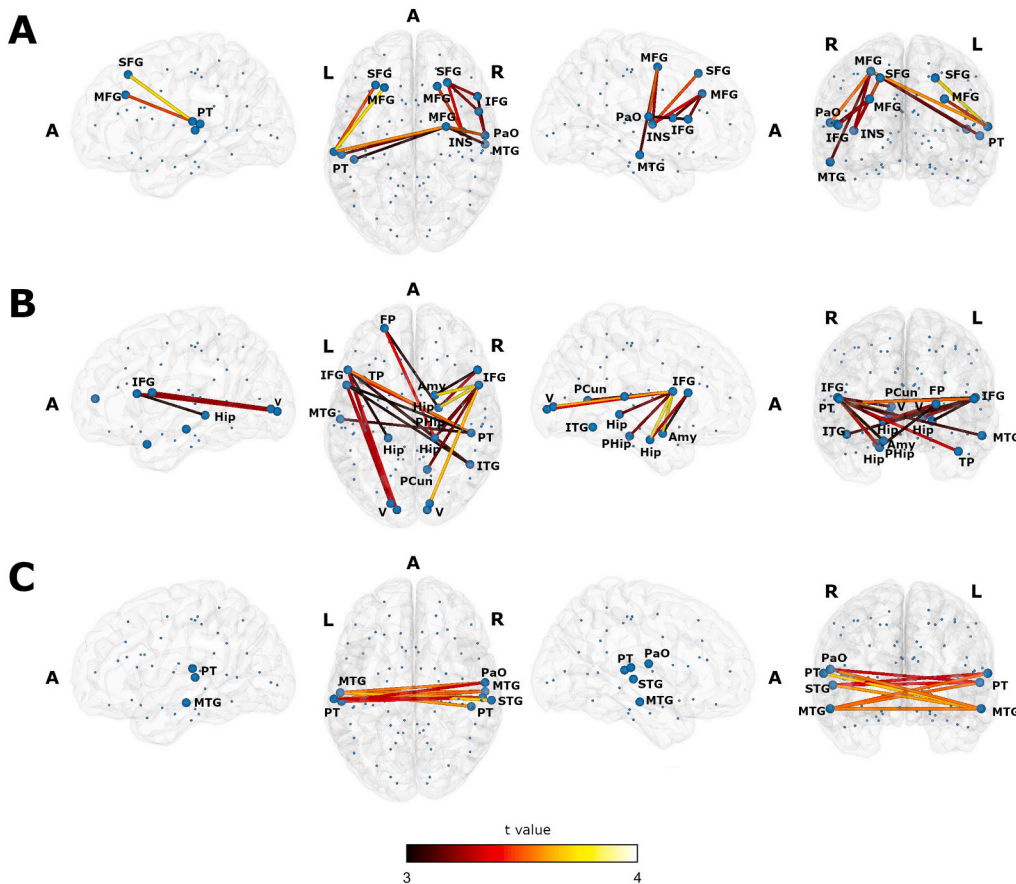 A
A
SFG
MFG
PT
A
L
R
SFG
MFG
SFG
MFG
IFG
MFG
PaO
INS
MTG
PT
MFG
SFG
MFG
PaO
INS
IFG
MTG
R
L
A
MFG
SFG
SFG
MFG
MFG
PaO
IFG
INS
PT
MTG
B
A
A
IFG
V
Hip
L
R
FP
IFG
TP
IFG
Amy
MTG
Hip
PHip
PT
Hip
Hip
ITG
PCun
V
V
PCun
IFG
V
ITG
Hip
PHip
Amy
Hip
R
L
A
IFG
PCun
FP
IFG
PT
V
V
ITG
Hip
Hip
MTG
Amy
Hip
PHip
TP
C
A
A
PT
MTG
L
R
PaO
MTG
MTG
STG
PT
PT
PT
PaO
STG
MTG
R
L
A
PaO
PT
PT
STG
MTG
MTG
t value
3
4